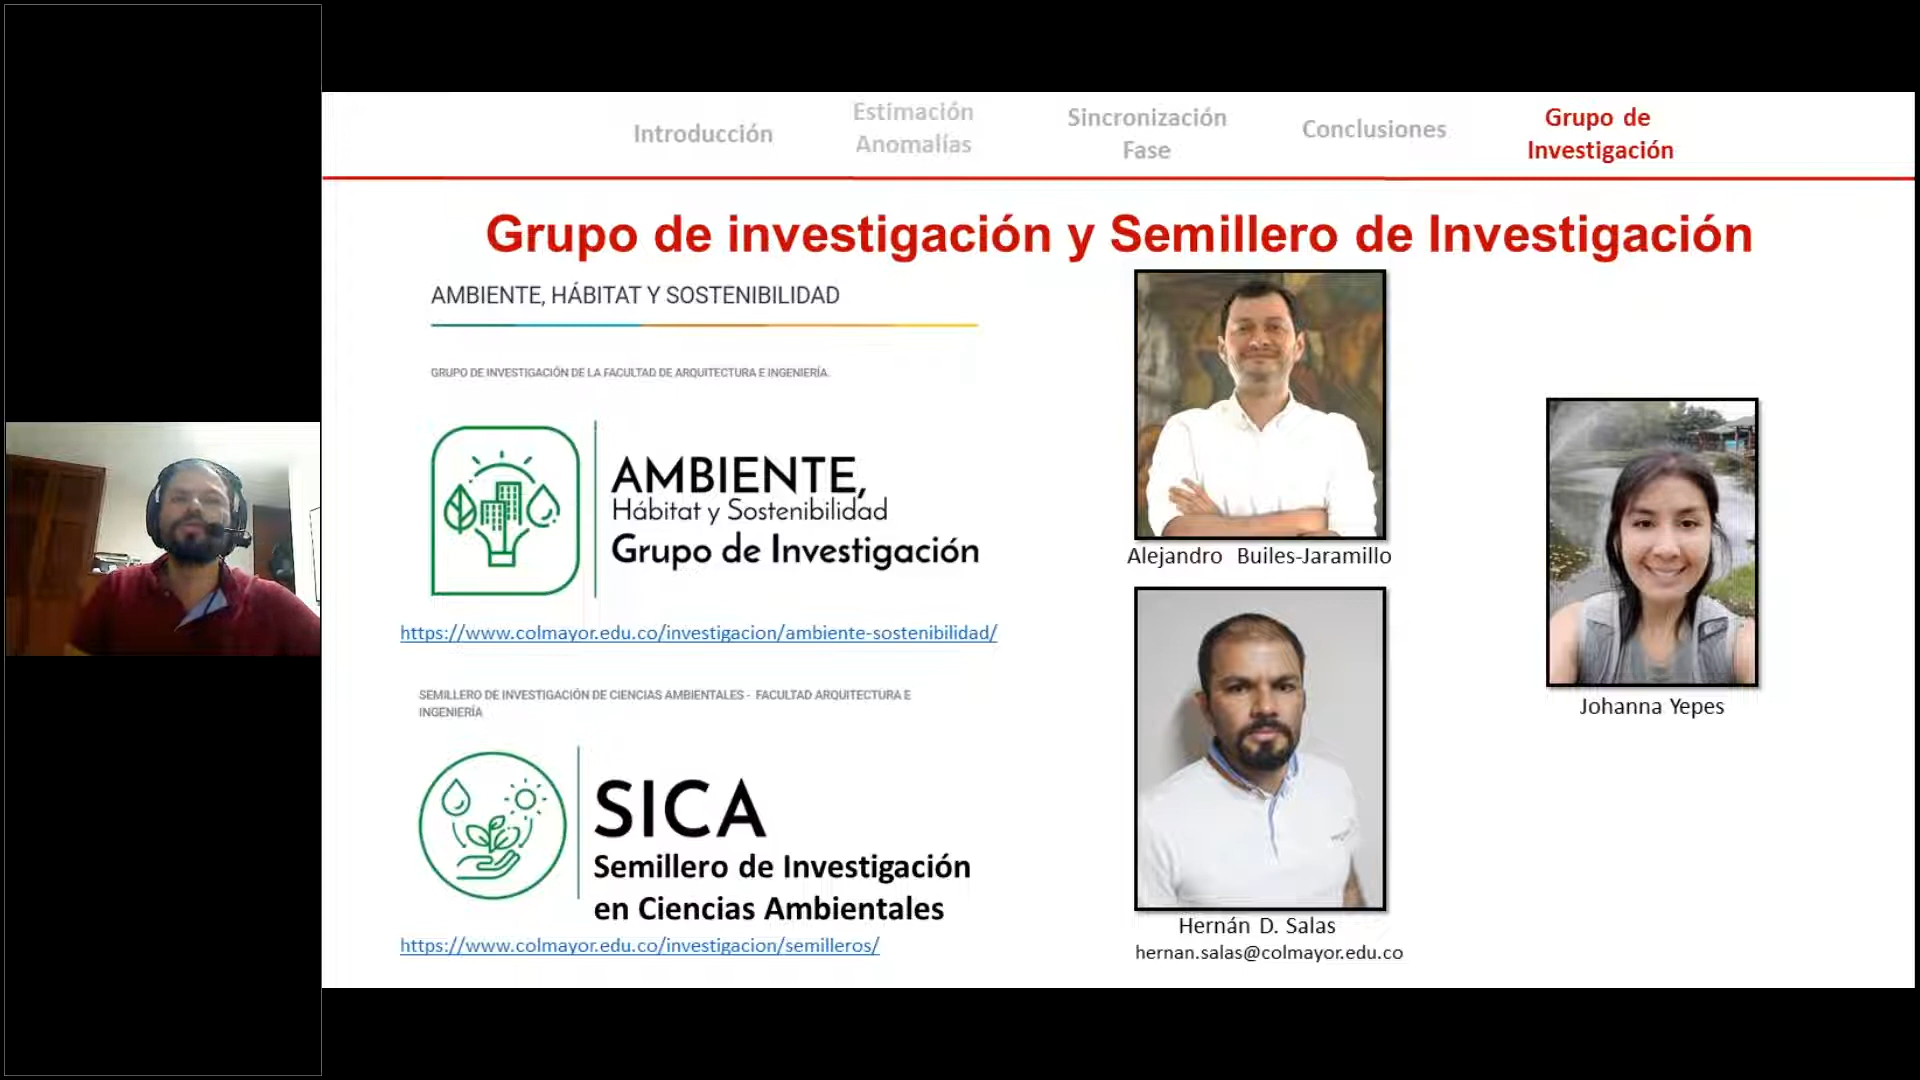 Introducción
Estimación
Anomalías
Sincronización
Fase
Conclusiones
Grupo de
Investigación
Grupo de investigación y Semillero de Investigación
AMBIENTE, HÁBITAT Y SOSTENIBILIDAD
GRUPO DE INVESTIGACIÓN DE LA FACULTAD DE ARQUITECTURA E INGENIERÍA.
AMBIENTE,
Hábitat y Sostenibilidad
Grupo de Investigación
https://www.colmayor.edu.co/investigacion/ambiente-sostenibilidad/
SEMILLERO DE INVESTIGACIÓN DE CIENCIAS AMBIENTALES - FACULTAD ARQUITECTURA E
INGENIERÍA
SICA
Semillero de Investigación
en Ciencias Ambientales
https://www.colmayor.edu.co/investigacion/semilleros/
Alejandro Builes-Jaramillo
Hernán D. Salas
hernan.salas@colmayor.edu.co
Johanna Yepes